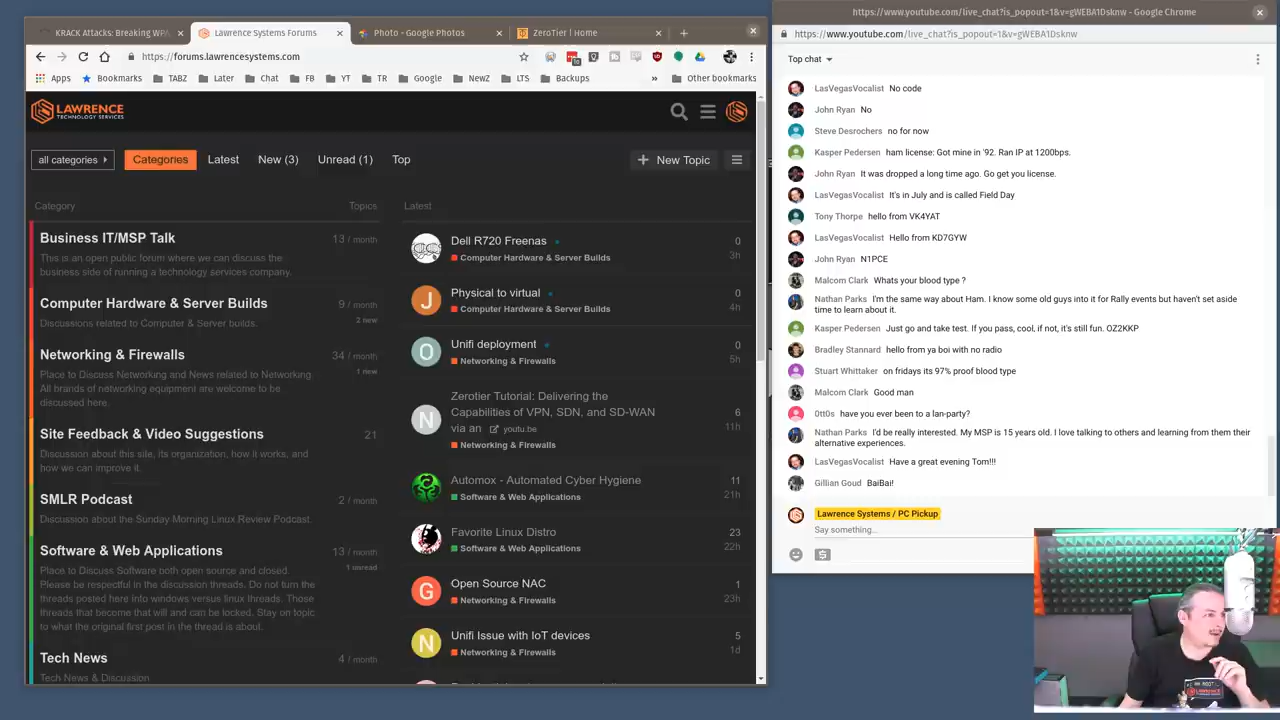 KRACK Attacks: Breaking WPA
Lawrence Systems Forums
Photo - Google Photos
ZeroTier | Home
https://forums.lawrencesystems.com
Apps
Bookmarks
TABZ
Later
Chat
FB
YT
TR
Google
NewZ
LTS
Backups
»
Other bookmarks
LAWRENCE
TECHNOLOGY SERVICES
all categories
Categories
Latest
New (3)
Unread (1)
Top
+ New Topic
Category
Topics
Business IT/MSP Talk
13 / month
This is an open public forum where we can discuss the
business side of running a technology services company.
Computer Hardware & Server Builds
9 / month
2 new
Discussions related to Computer & Server builds.
Networking & Firewalls
34 / month
1 new
Place to Discuss Networking and News related to Networking.
All brands of networking equipment are welcome to be
discussed here.
Site Feedback & Video Suggestions
21
Discussion about this site, its organization, how it works, and
how we can improve it.
SMLR Podcast
2 / month
Discussion about the Sunday Morning Linux Review Podcast.
Software & Web Applications
13 / month
1 unread
Place to Discuss Software both open source and closed.
Please be respectful in the discussion threads. Do not turn the
threads posted here into windows versus linux threads. Those
threads that become that will and can be locked. Stay on topic
to what the original first post in the thread is about.
Tech News
4 / month
Tech News & Discussion
Latest
Dell R720 Freenas
0
Computer Hardware & Server Builds
3h
Physical to virtual
0
Computer Hardware & Server Builds
4h
Unifi deployment
0
Networking & Firewalls
5h
Zerotier Tutorial: Delivering the
Capabilities of VPN, SDN, and SD-WAN
6
via an youtu.be
11h
Networking & Firewalls
Automox - Automated Cyber Hygiene
11
Software & Web Applications
21h
Favorite Linux Distro
23
Software & Web Applications
22h
Open Source NAC
1
Networking & Firewalls
23h
Unifi Issue with IoT devices
5
Networking & Firewalls
1d
https://www.youtube.com/live_chat?is_popout=1&v=gWEBA1Dsknw - Google Chrome
https://www.youtube.com/live_chat?is_popout=1&v=gWEBA1Dsknw
Top chat
LasVegasVocalist No code
John Ryan No
Steve Desrochers no for now
Kasper Pedersen ham license: Got mine in '92. Ran IP at 1200bps.
John Ryan It was dropped a long time ago. Go get you license.
LasVegasVocalist It's in July and is called Field Day
Tony Thorpe hello from VK4YAT
LasVegasVocalist Hello from KD7GYW
John Ryan N1PCE
Malcom Clark Whats your blood type ?
Nathan Parks I'm the same way about Ham. I know some old guys into it for Rally events but haven't set aside
time to learn about it.
Kasper Pedersen Just go and take test. If you pass, cool, if not, it's still fun. OZ2KKP
Bradley Stannard hello from ya boi with no radio
Stuart Whittaker on fridays its 97% proof blood type
Malcom Clark Good man
0tt0s have you ever been to a lan-party?
Nathan Parks I'd be really interested. My MSP is 15 years old. I love talking to others and learning from them their
alternative experiences.
LasVegasVocalist Have a great evening Tom!!!
Gillian Goud BaiBai!
Lawrence Systems / PC Pickup
Say something...
LAWRENCE